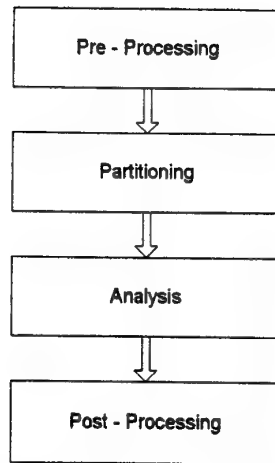 Pre - Processing
Partitioning
Analysis
Post - Processing